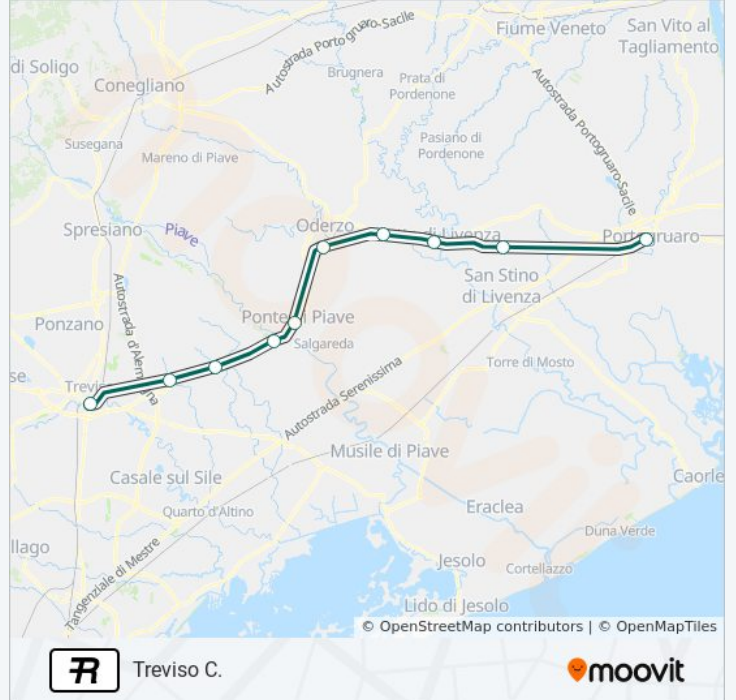 Autostrada Portogruaro-Sacile
Fiume Veneto
San Vito al
Tagliamento
di Soligo
Conegliano
Brugnera
Prata di
Pordenone
Autostrada Portogruaro-Sacile
Susegana
Mareno di Piave
Pasiano di
Pordenone
Spresiano
Piave
Oderzo
di Livenza
Portogruaro
San Stino
di Livenza
Autostrada d'Alemagna
Ponzano
Ponte di Piave
Salgareda
Torre di Mosto
se
Treviso
Autostrada Serenissima
Musile di Piave
Casale sul Sile
Caorle
Quarto d'Altino
Eraclea
Duna Verde
llago
Tangenziale di Mestre
Jesolo
Cortellazzo
Lido di Jesolo
© OpenStreetMap contributors | © OpenMapTiles
R
Treviso C.
moovit
moovit